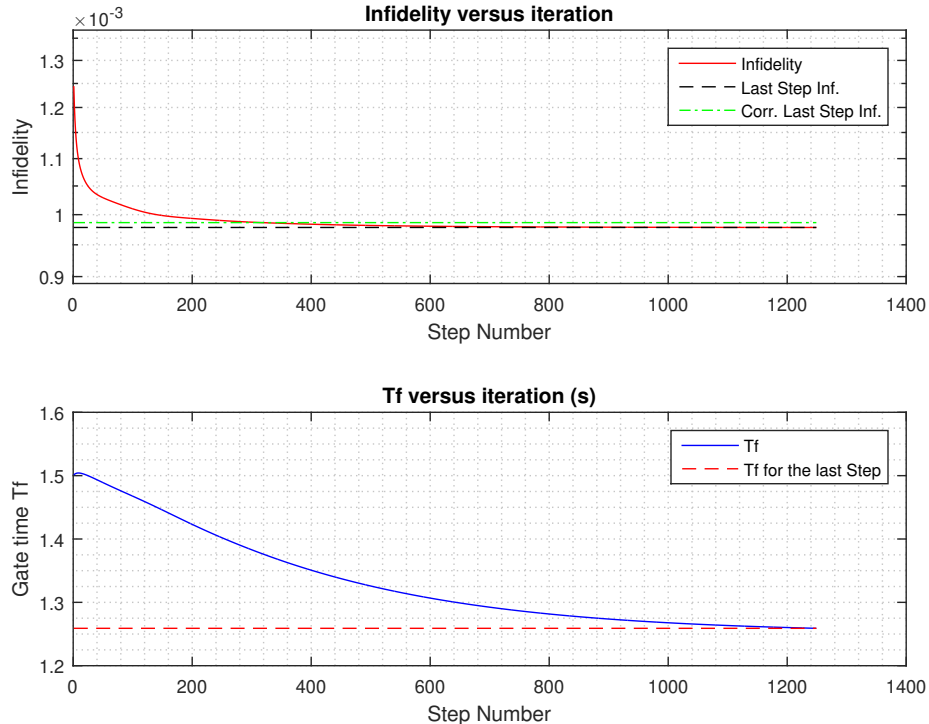 ×10⁻³
Infidelity versus iteration
1.3
1.2
1.1
1
0.9
Infidelity
Infidelity
Last Step Inf.
Corr. Last Step Inf.
0 200 400 600 800 1000 1200 1400
Step Number
Tf versus iteration (s)
1.6
1.5
1.4
1.3
1.2
Gate time Tf
Tf
Tf for the last Step
0 200 400 600 800 1000 1200 1400
Step Number